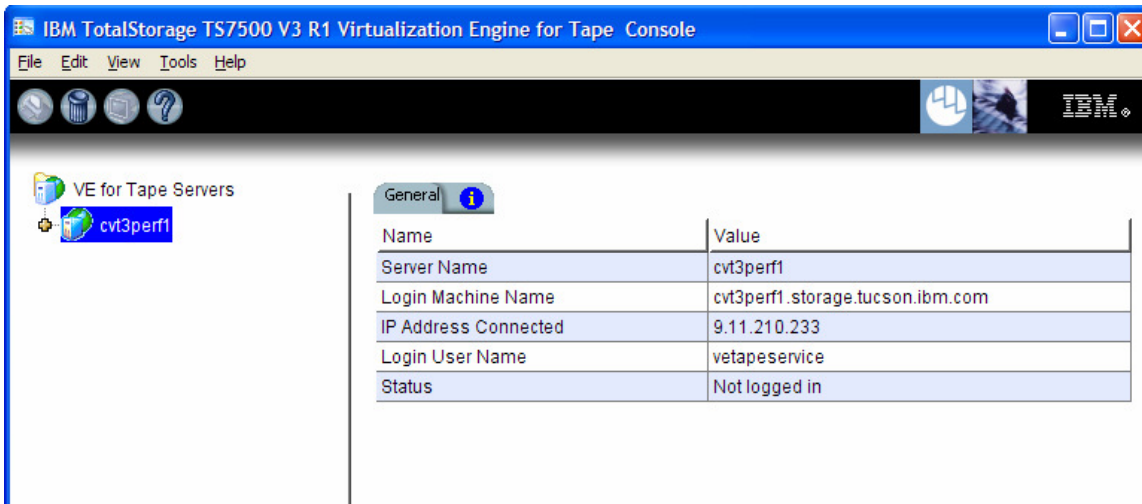 IBM TotalStorage TS7500 V3 R1 Virtualization Engine for Tape Console
File Edit View Tools Help
IBM
VE for Tape Servers
cvt3perf1
General
Name Value
Server Name cvt3perf1
Login Machine Name cvt3perf1.storage.tucson.ibm.com
IP Address Connected 9.11.210.233
Login User Name vetapeservice
Status Not logged in